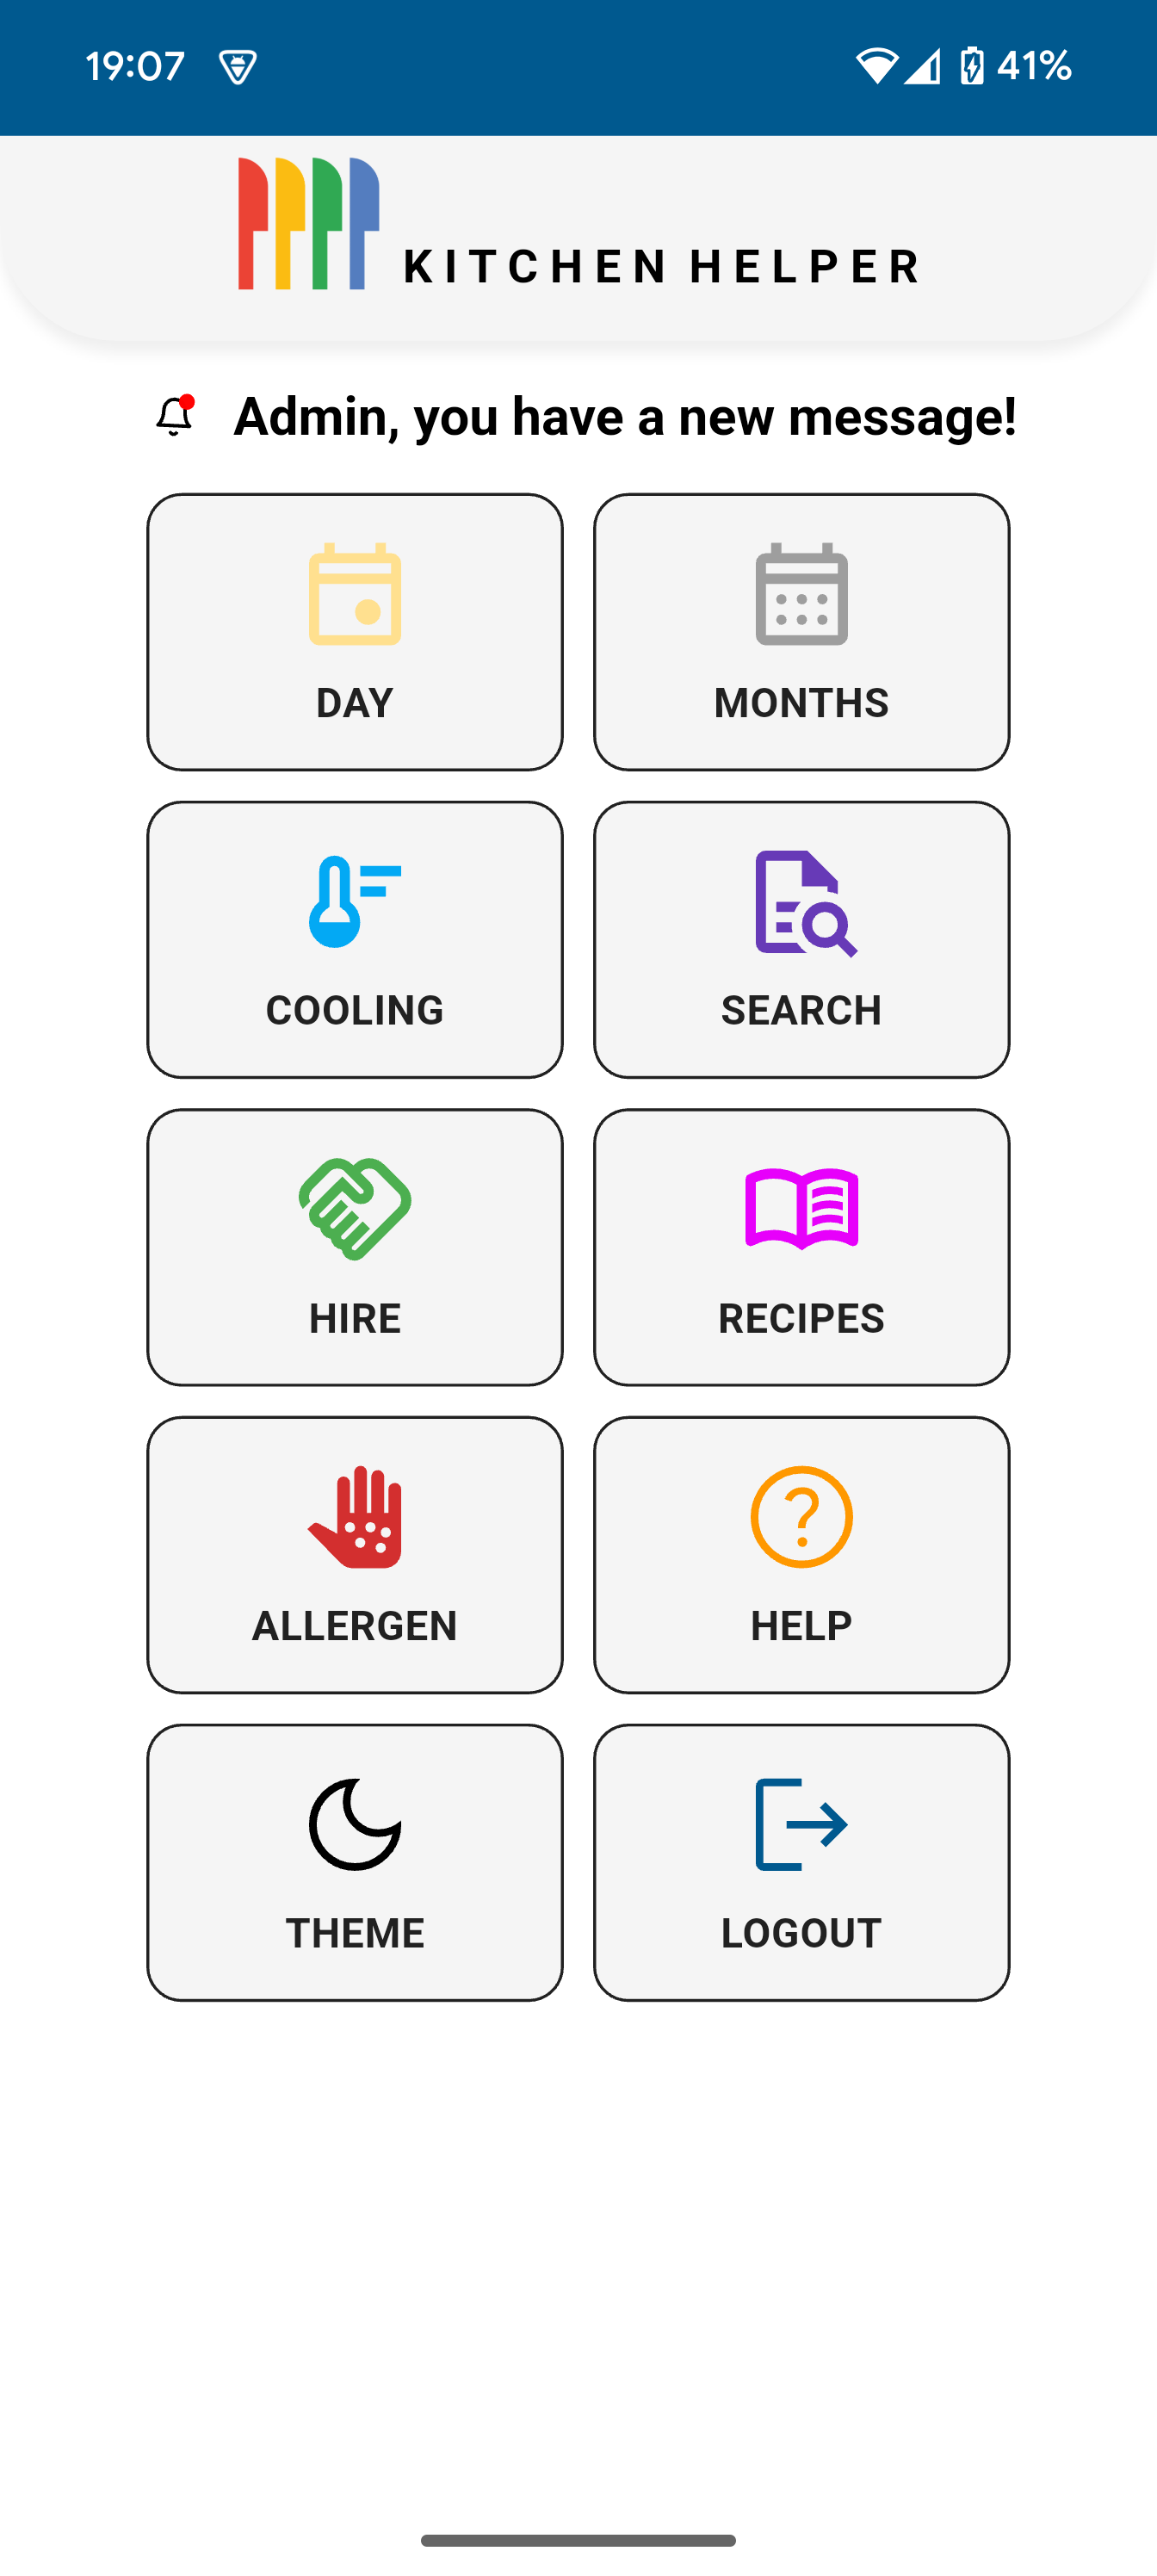 19:07 41%
KITCHEN HELPER
Admin, you have a new message!
DAY MONTHS
COOLING SEARCH
HIRE RECIPES
ALLERGEN HELP
THEME LOGOUT